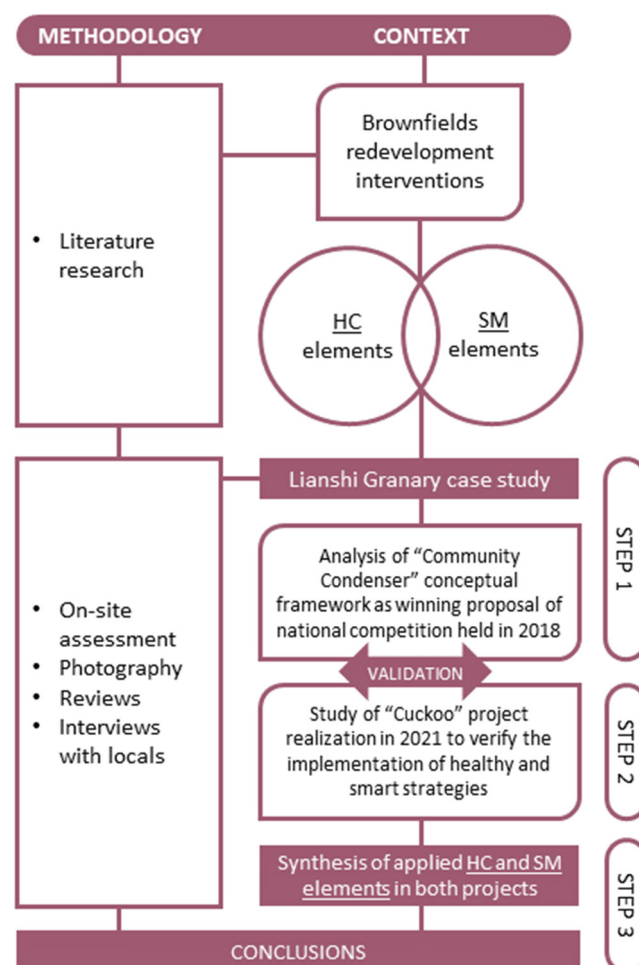 METHODOLOGY
CONTEXT
Brownfields
redevelopment
interventions
• Literature
research
HC
elements
SM
elements
Lianshi Granary case study
STEP 1
Analysis of “Community
Condenser” conceptual
framework as winning proposal of
national competition held in 2018
• On-site
assessment
• Photography
• Reviews
• Interviews
with locals
VALIDATION
Study of “Cuckoo” project
realization in 2021 to verify the
implementation of healthy and
smart strategies
STEP 2
Synthesis of applied HC and SM
elements in both projects
STEP 3
CONCLUSIONS